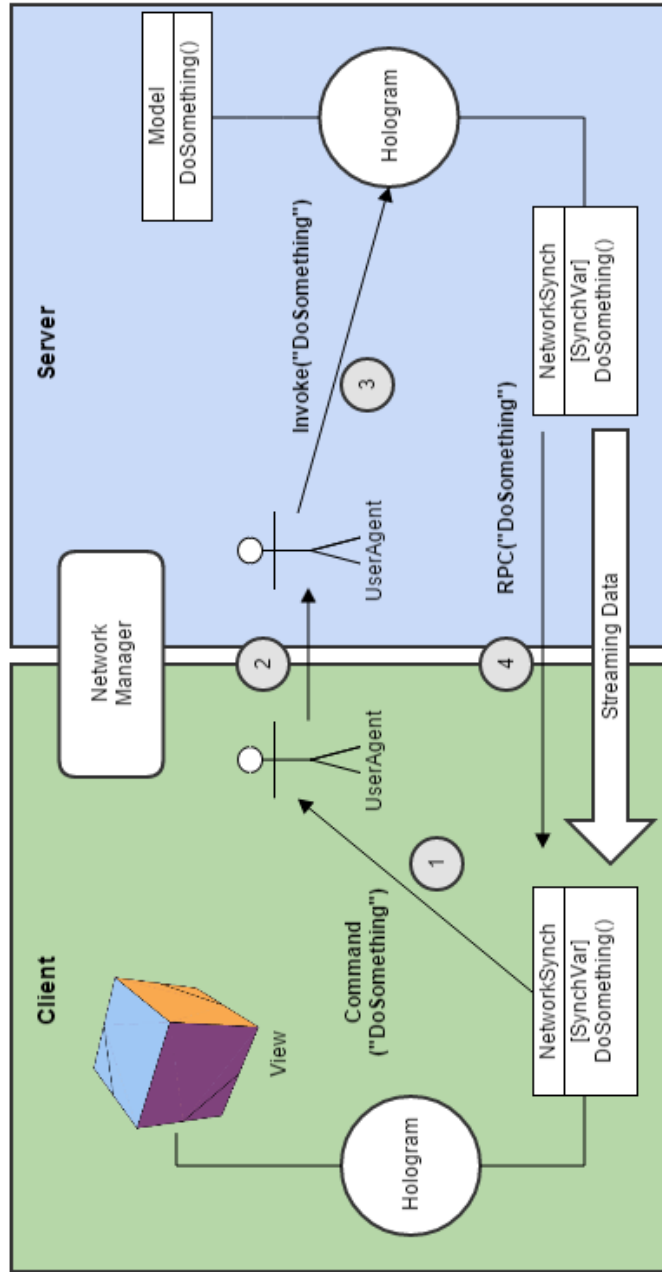 Client
Server
Network
Manager
View
Hologram
Command
("DoSomething")
1
UserAgent
2
UserAgent
Invoke("DoSomething")
3
Model
DoSomething()
Hologram
NetworkSynch
[SynchVar]
DoSomething()
4
RPC("DoSomething")
Streaming Data
NetworkSynch
[SynchVar]
DoSomething()